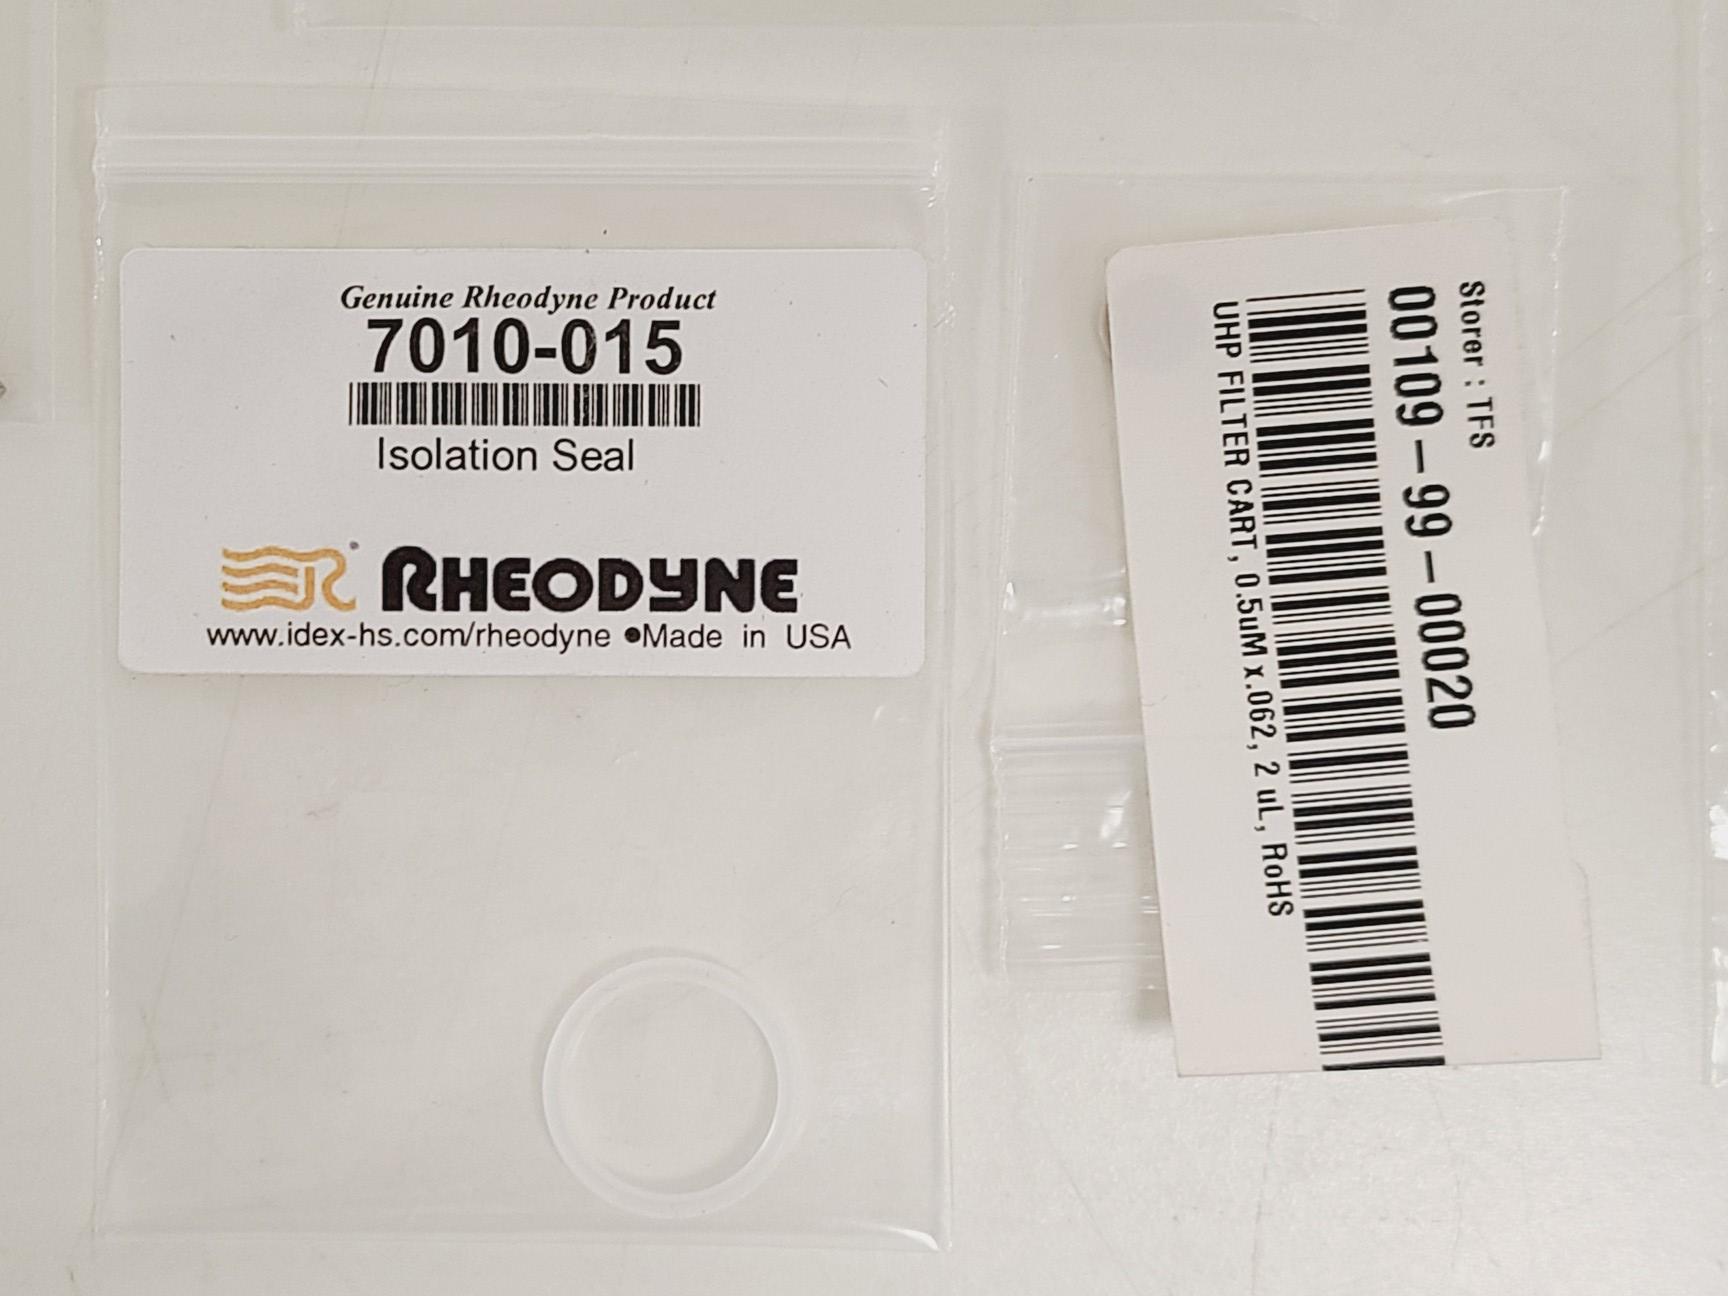 Genuine Rheodyne Product
7010-015
Isolation Seal
RHEODYNE
www.idex-hs.com/rheodyne ●Made in USA
Storer : TFS
00109-99-00020
UHP FILTER CART, 0.5uM x.062, 2 uL, RoHS